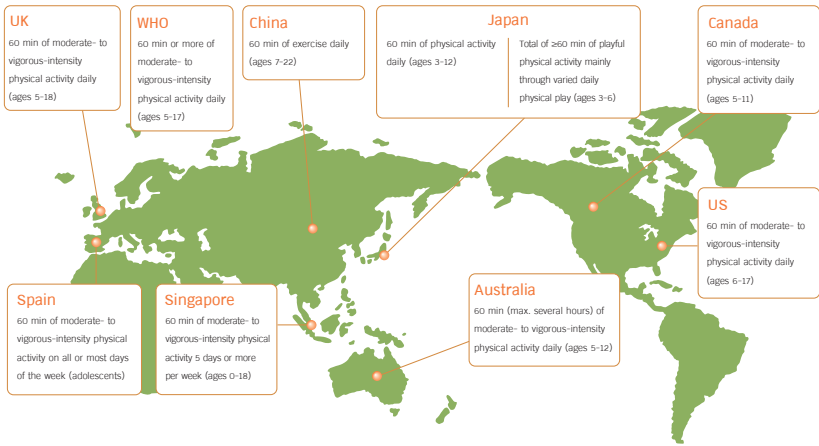 UK
60 min of moderate- to
vigorous-intensity
physical activity daily
(ages 5-18)
WHO
60 min or more of
moderate- to
vigorous-intensity
physical activity daily
(ages 5-17)
China
60 min of exercise daily
(ages 7-22)
Japan
60 min of physical activity
daily (ages 3-12)
Total of ≥60 min of playful
physical activity mainly
through varied daily
physical play (ages 3-6)
Canada
60 min of moderate- to
vigorous-intensity
physical activity daily
(ages 5-11)
US
60 min of moderate- to
vigorous-intensity
physical activity daily
(ages 6-17)
Spain
60 min of moderate- to
vigorous-intensity physical
activity on all or most days
of the week (adolescents)
Singapore
60 min of moderate- to
vigorous-intensity physical
activity 5 days or more
per week (ages 0-18)
Australia
60 min (max. several hours) of
moderate- to vigorous-intensity
physical activity daily (ages 5-12)